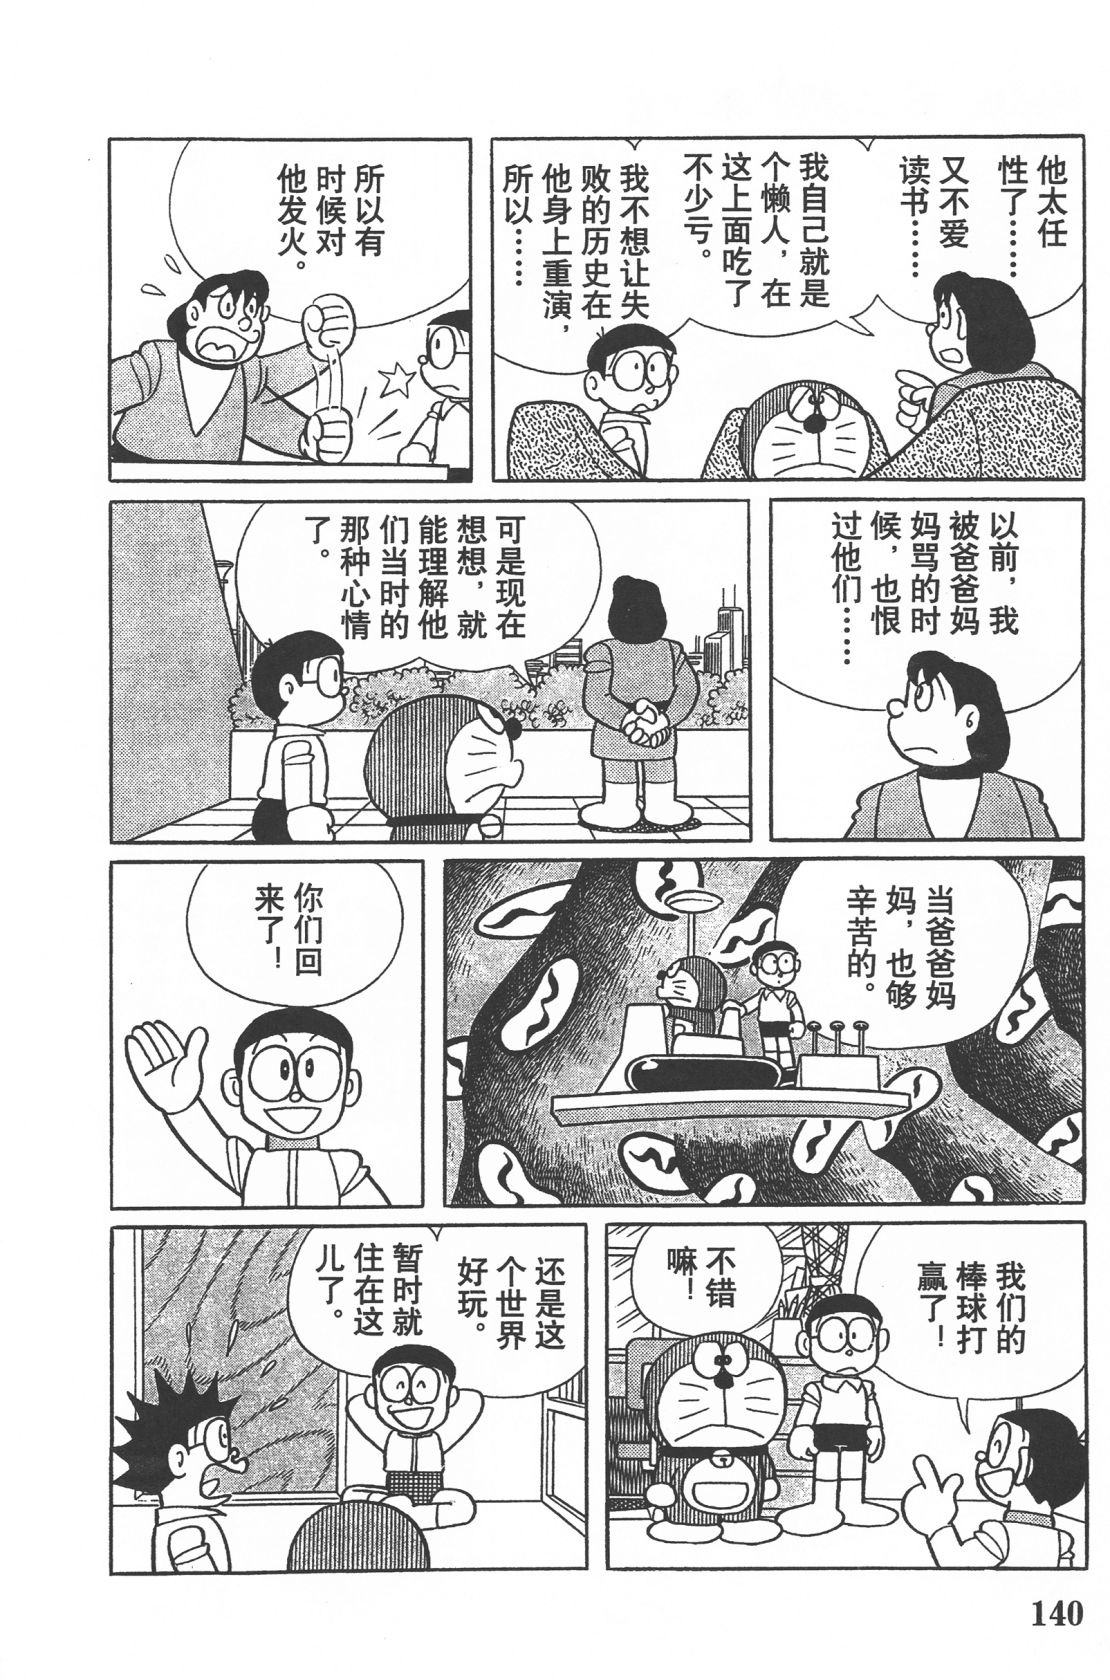 他太任
性了……
又不爱
读书……
我自己就是
个懒人，在
这上面吃了
不少亏。
我不想让失
败的历史在
他身上重演，
所以……
所以有
时候对
他发火。
以前，我
被爸爸妈
妈骂的时
候，也恨
过他们……
可是现在
想想，就
能理解他
们当时的
那种心情
了。
当爸爸妈
妈，也够
辛苦的。
你们回
来了！
我们的
棒球打
赢了！
不错
嘛！
还是这
个世界
好玩。
暂时就
住在这
儿了。
140